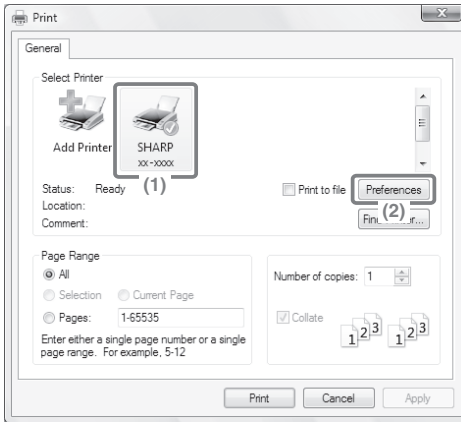 Print
X
General
Select Printer
Add Printer
SHARP
xx-xxxx
(1)
Status: Ready
Location:
Comment:
Print to file
Preferences
(2)
Page Range
All
Selection
Current Page
Pages: 1-65535
Enter either a single page number or a single
page range. For example, 5-12
Number of copies: 1
Collate
1 2 3 1 2 3
Print
Cancel
Apply